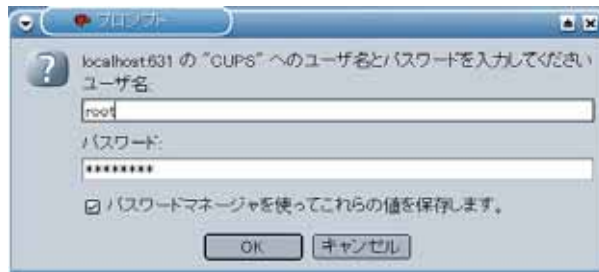 プロンプト
localhost:631 の "CUPS" へのユーザ名とパスワードを入力してください
ユーザ名:
root
パスワード:
********
パスワードマネージャを使ってこれらの値を保存します。
OK キャンセル